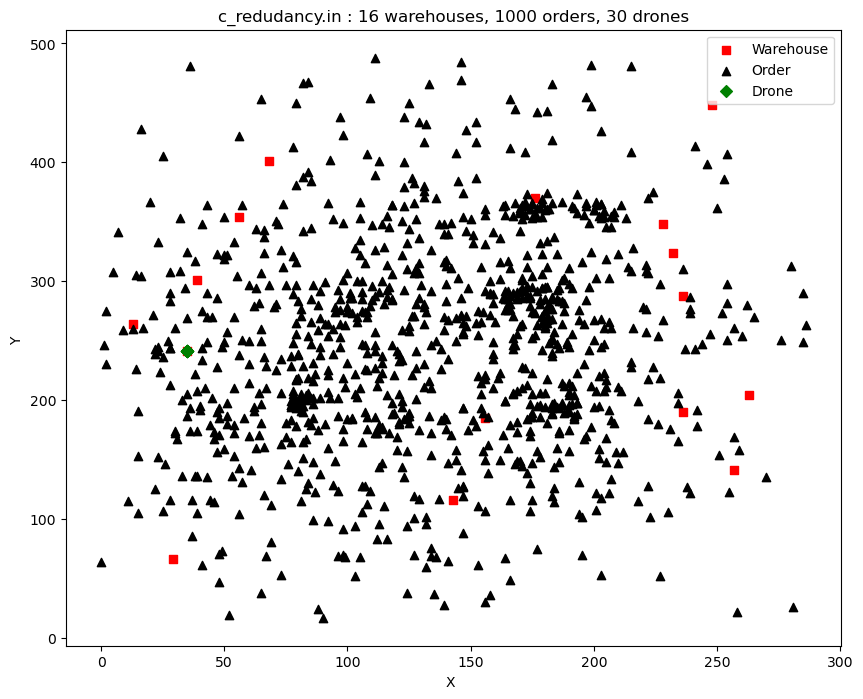 c_redudancy.in : 16 warehouses, 1000 orders, 30 drones
Warehouse
Order
Drone
500
400
300
200
100
0
Y
0 50 100 150 200 250 300
X